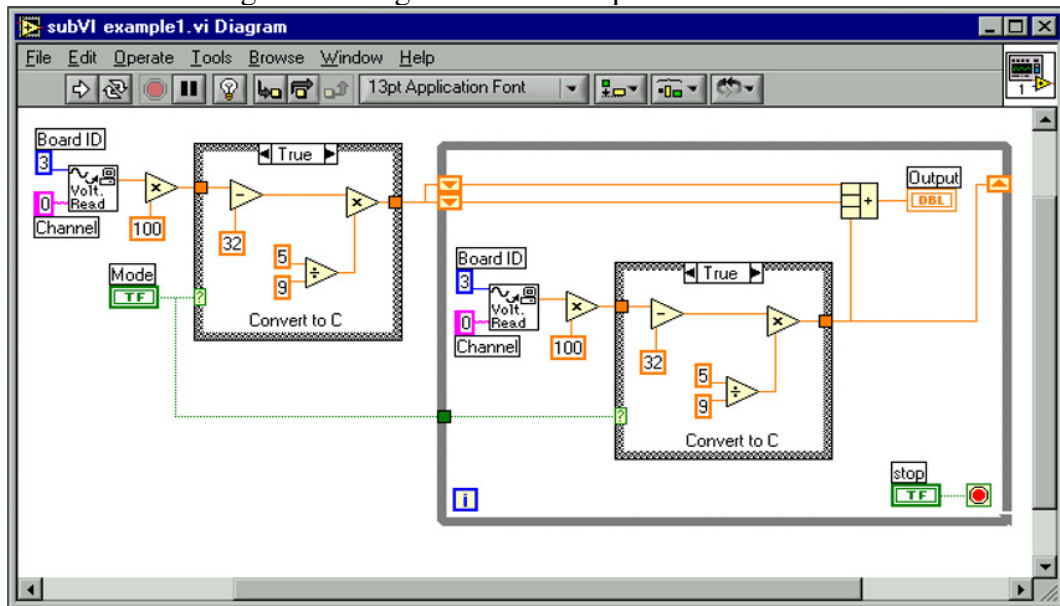 subVI example1.vi Diagram
File Edit Operate Tools Browse Window Help
13pt Application Font
1
Board ID
3
Volt.
Read
0
Channel
100
True
32
5
9
Convert to C
Mode
TF
?
Output
DBL
Board ID
3
Volt.
Read
0
Channel
100
True
32
5
9
?
Convert to C
stop
TF
i